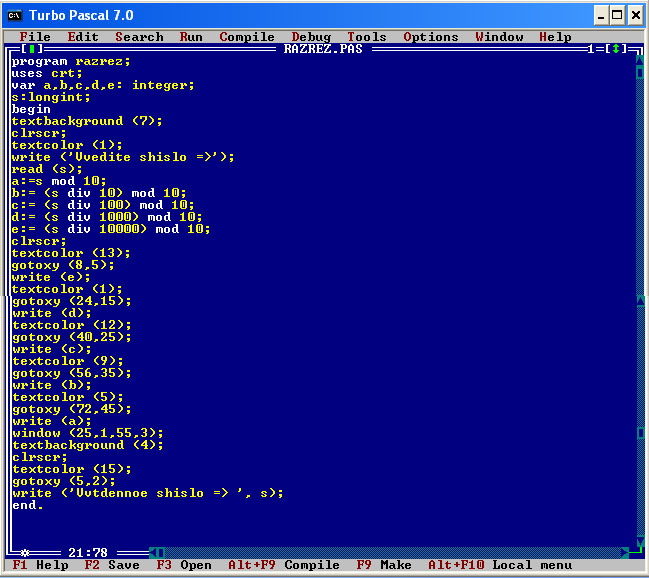 Turbo Pascal 7.0
File Edit Search Run Compile Debug Tools Options Window Help
RAZREZ.PAS 1
program razrez;
uses crt;
var a,b,c,d,e: integer;
s:longint;
begin
textbackground (7);
clrscr;
textcolor (1);
write ('Vvedite shislo =>');
read (s);
a:=s mod 10;
b:= (s div 10) mod 10;
c:= (s div 100) mod 10;
d:= (s div 1000) mod 10;
e:= (s div 10000) mod 10;
clrscr;
textcolor (13);
gotoxy (8,5);
write (e);
textcolor (1);
gotoxy (24,15);
write (d);
textcolor (12);
gotoxy (40,25);
write (c);
textcolor (9);
gotoxy (56,35);
write (b);
textcolor (5);
gotoxy (72,45);
write (a);
window (25,1,55,3);
textbackground (4);
clrscr;
textcolor (15);
gotoxy (5,2);
write ('Vvtdennoe shislo => ', s);
end.
21:78
F1 Help F2 Save F3 Open Alt+F9 Compile F9 Make Alt+F10 Local menu